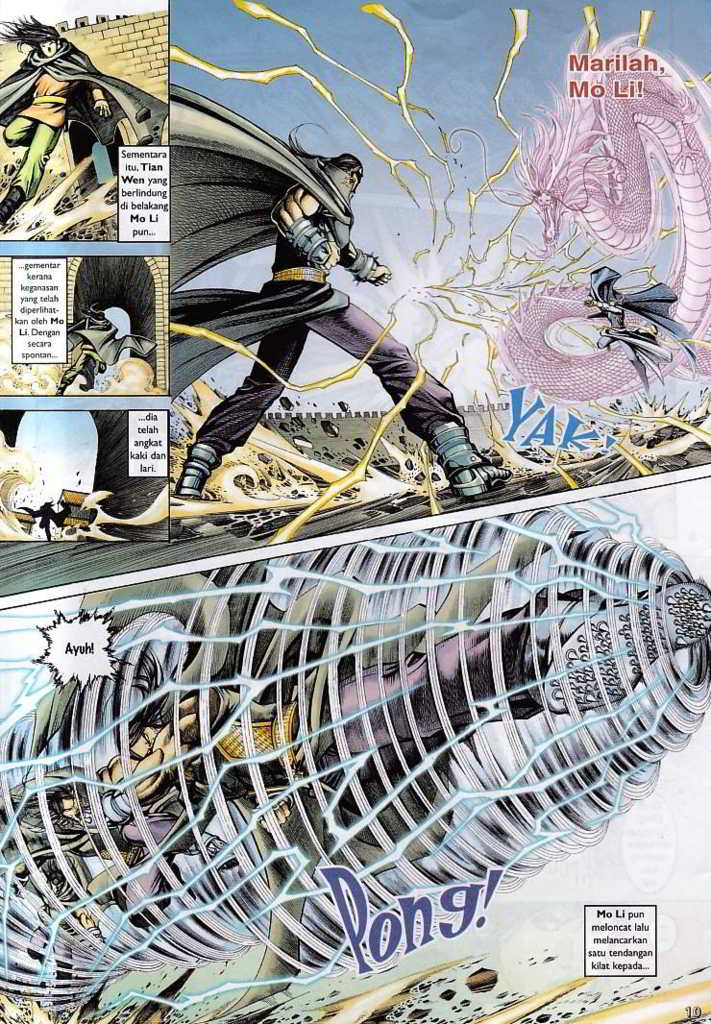 Sementara
itu, Tian
Wen yang
berlindung
di belakang
Mo Li
pun...
...gementar
kerana
keganasan
yang telah
diperlihat-
kan oleh Mo
Li. Dengan
secara
spontan...
...dia
telah
angkat
kaki dan
lari.
Marilah,
Mo Li!
YAK!
Ayuh!
Pong!
Mo Li pun
meloncat lalu
melancarkan
satu tendangan
kilat kepada...
10